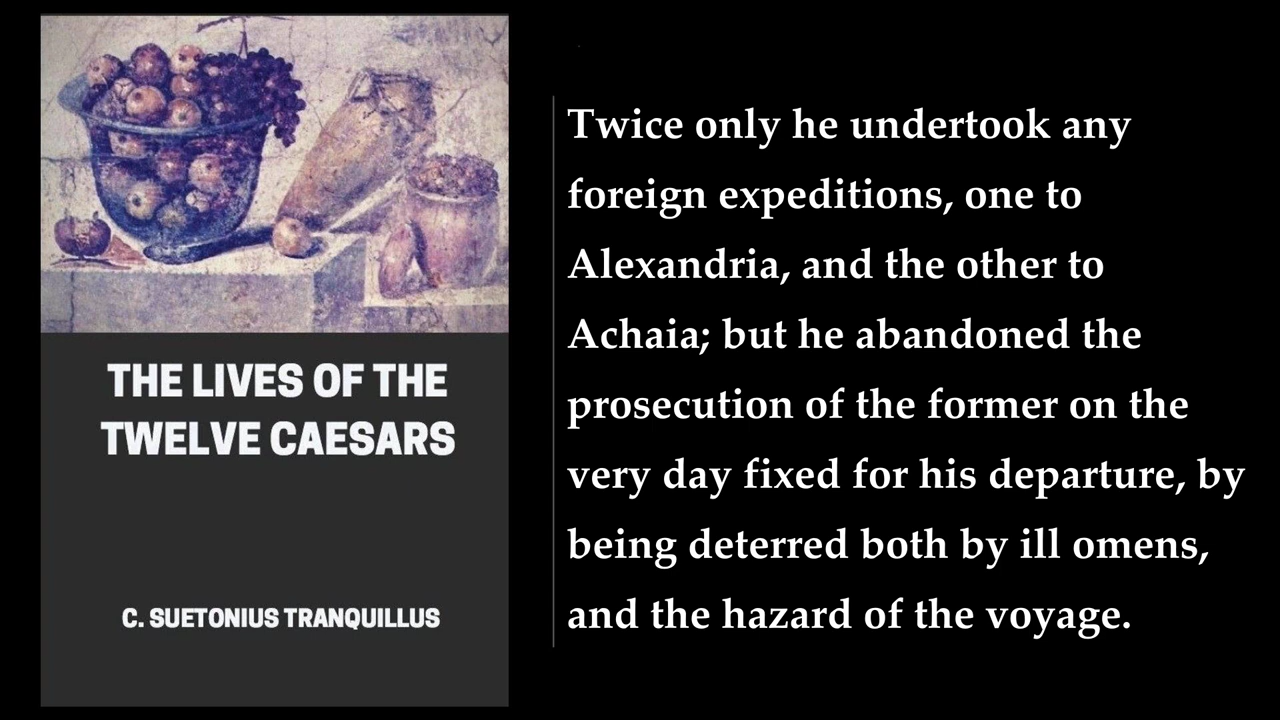 THE LIVES OF THE
TWELVE CAESARS
C. SUETONIUS TRANQUILLUS
Twice only he undertook any
foreign expeditions, one to
Alexandria, and the other to
Achaia; but he abandoned the
prosecution of the former on the
very day fixed for his departure, by
being deterred both by ill omens,
and the hazard of the voyage.